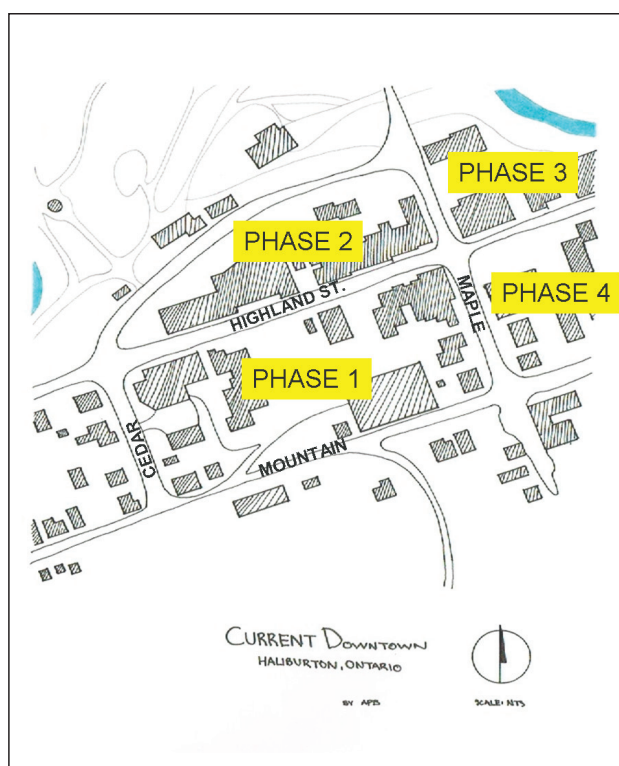 PHASE 3
PHASE 2
HIGHLAND ST.
MAPLE
PHASE 4
PHASE 1
CEDAR
MOUNTAIN
CURRENT DOWNTOWN
HALIBURTON, ONTARIO
BY APB
SCALE: NTS